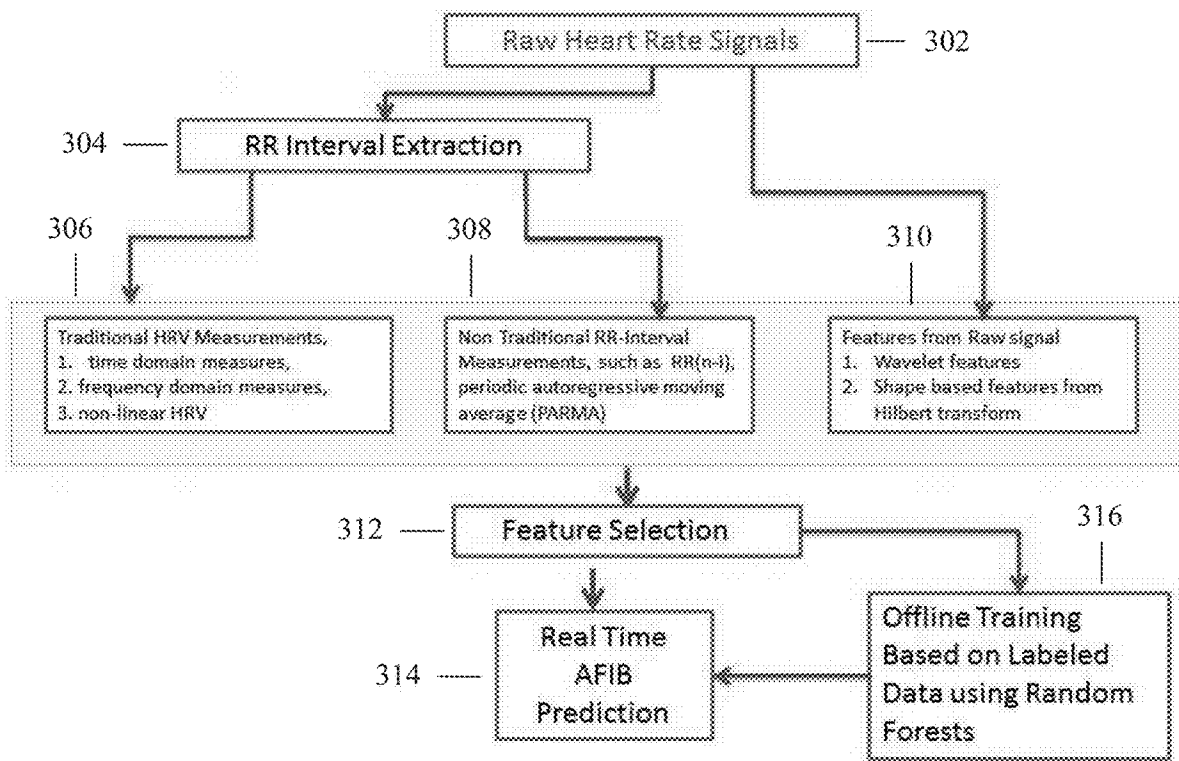 Raw Heart Rate Signals
302
304
RR Interval Extraction
306
308
310
Traditional HRV Measurements,
1. time domain measures,
2. frequency domain measures,
3. non-linear HRV
Non Traditional RR-Interval
Measurements, such as RR(n-i),
periodic autoregressive moving
average (PARMA)
Features from Raw signal
1. Wavelet features
2. Shape based features from
Hilbert transform
312
Feature Selection
316
314
Real Time
AFIB
Prediction
Offline Training
Based on Labeled
Data using Random
Forests